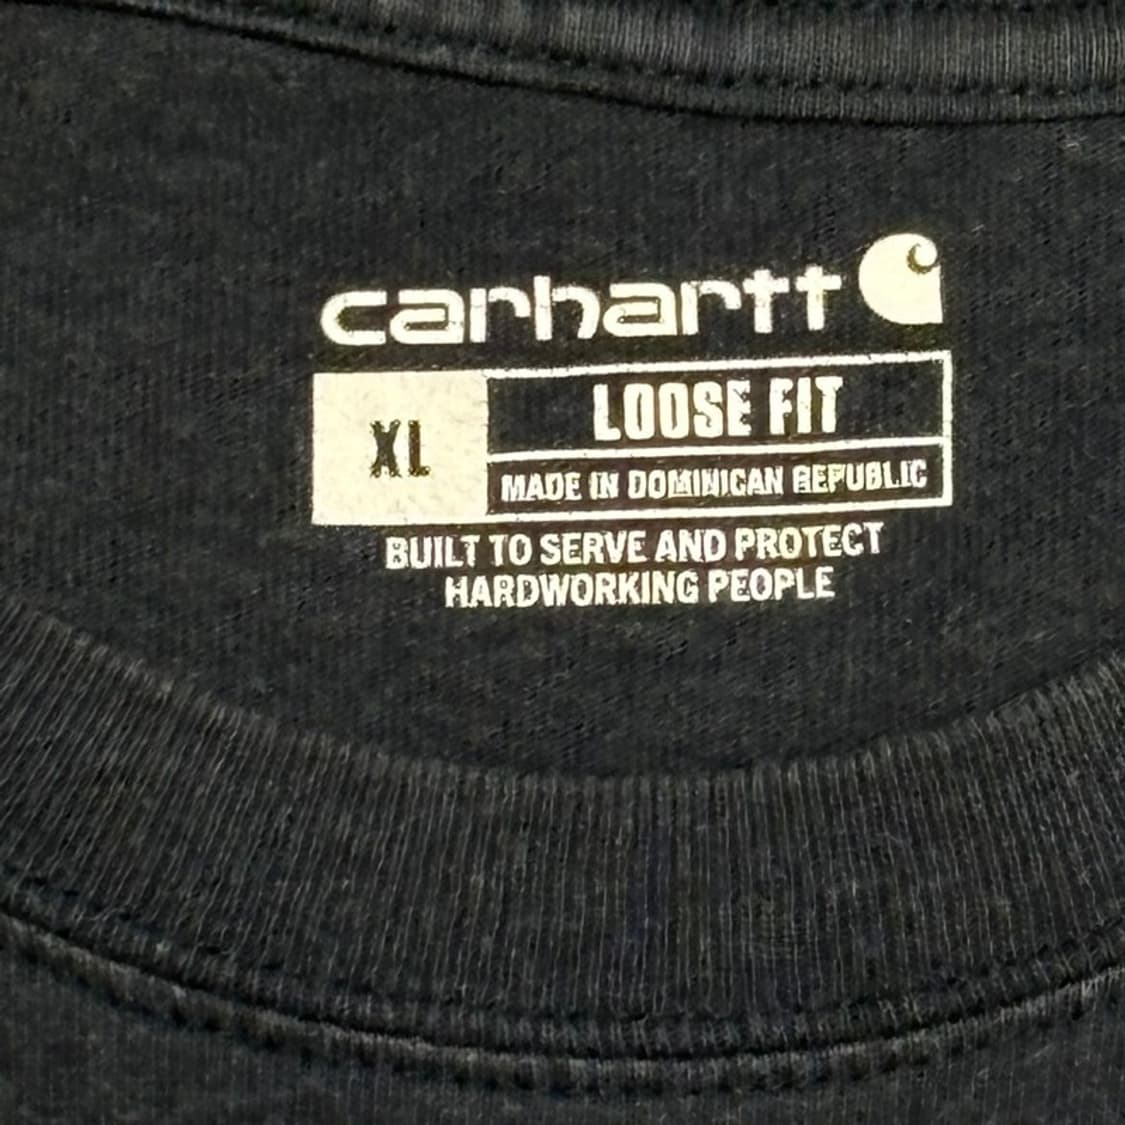 carhartt
XL
LOOSE FIT
MADE IN DOMINICAN REPUBLIC
BUILT TO SERVE AND PROTECT
HARDWORKING PEOPLE